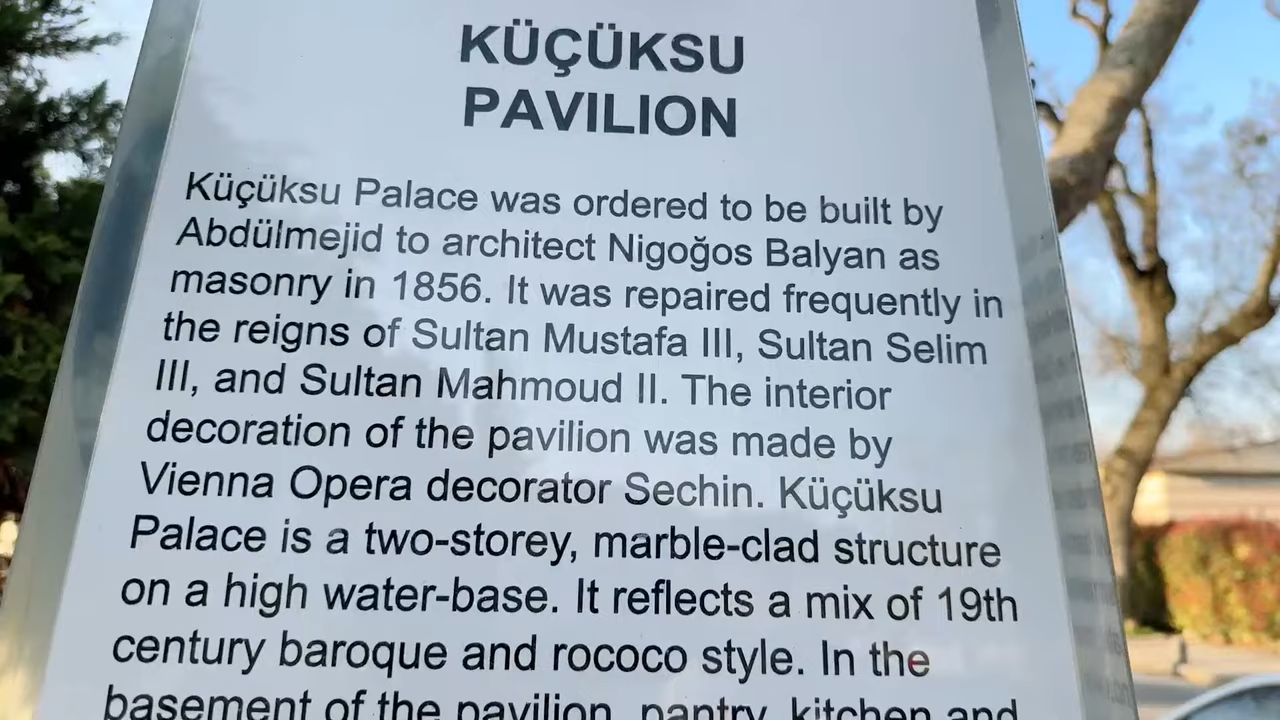 KÜÇÜKSU
PAVILION
Küçüksu Palace was ordered to be built by
Abdülmejid to architect Nigoğos Balyan as
masonry in 1856. It was repaired frequently in
the reigns of Sultan Mustafa III, Sultan Selim
III, and Sultan Mahmoud II. The interior
decoration of the pavilion was made by
Vienna Opera decorator Sechin. Küçüksu
Palace is a two-storey, marble-clad structure
on a high water-base. It reflects a mix of 19th
century baroque and rococo style. In the
basement of the pavilion, pantry, kitchen and